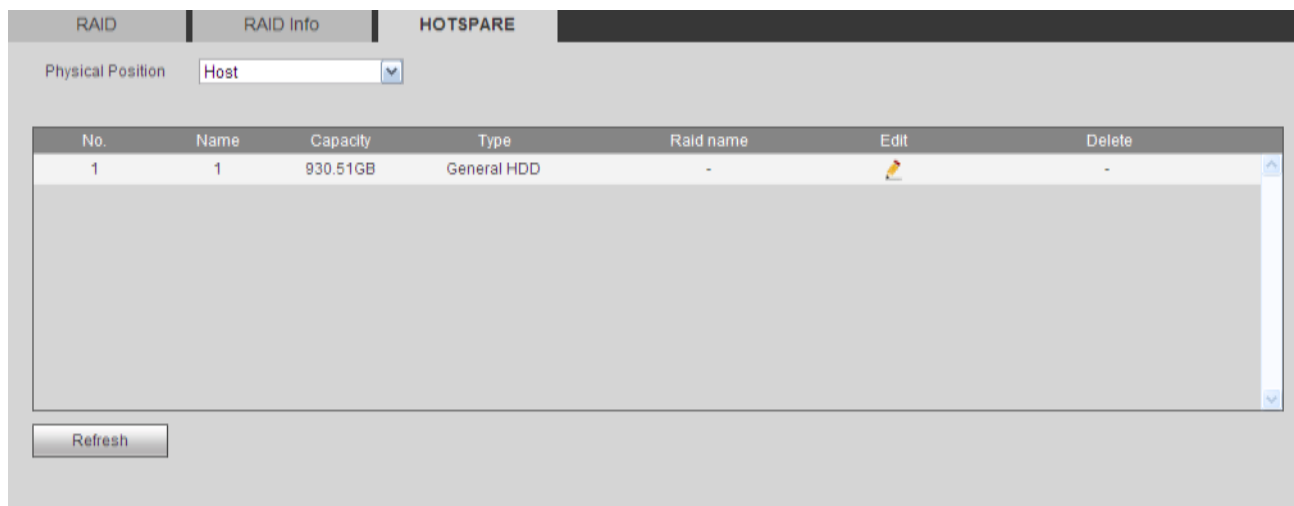 RAID RAID Info HOTSPARE
Physical Position Host
No. Name Capacity Type Raid name Edit Delete
1 1 930.51GB General HDD - -
Refresh